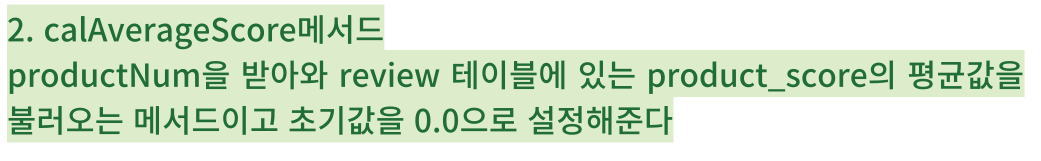 2. calAverageScore메서드
productNum을 받아와 review 테이블에 있는 product_score의 평균값을
불러오는 메서드이고 초기값을 0.0으로 설정해준다